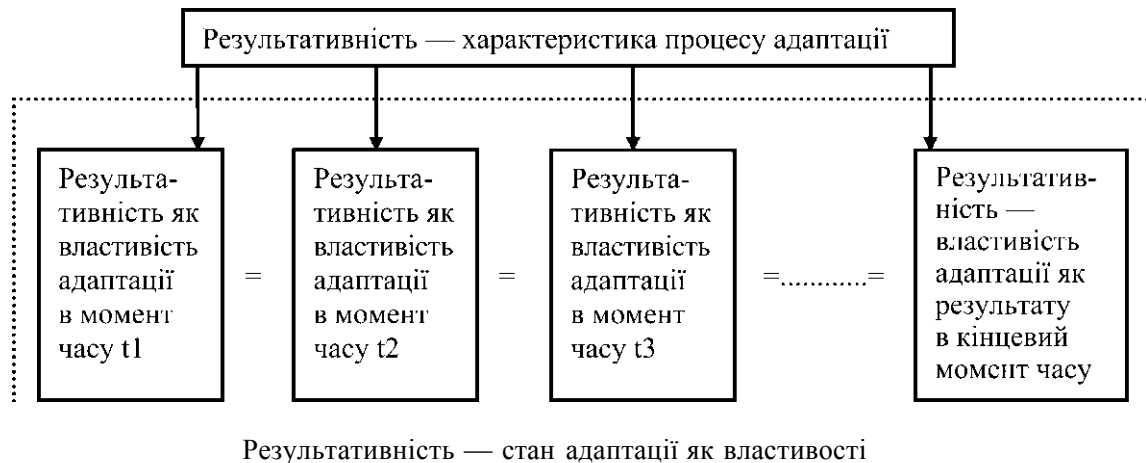 Результативність — характеристика процесу адаптації
Результа-
тивність як
властивість
адаптації
в момент
часу t1
=
Результа-
тивність як
властивість
адаптації
в момент
часу t2
=
Результа-
тивність як
властивість
адаптації
в момент
часу t3
=............=
Результатив-
ність —
властивість
адаптації як
результату
в кінцевий
момент часу
Результативність — стан адаптації як властивості